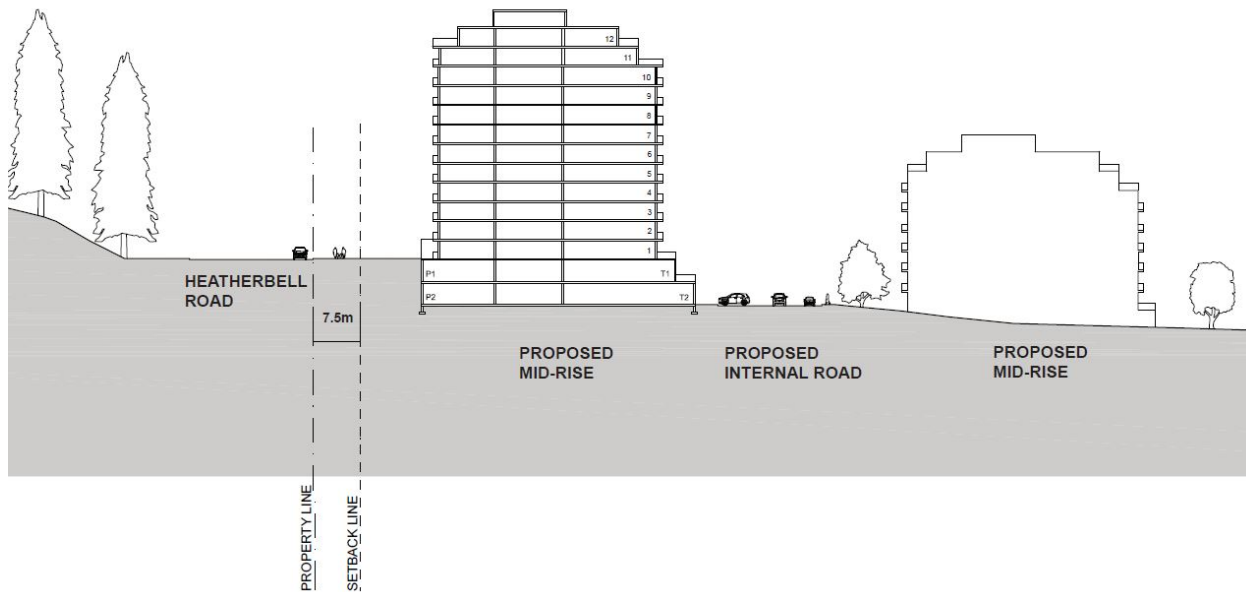 12
11
10
9
8
7
6
5
4
3
2
1
P1
T1
P2
T2
HEATHERBELL
ROAD
7.5m
PROPOSED
MID-RISE
PROPOSED
INTERNAL ROAD
PROPOSED
MID-RISE
PROPERTY LINE
SETBACK LINE